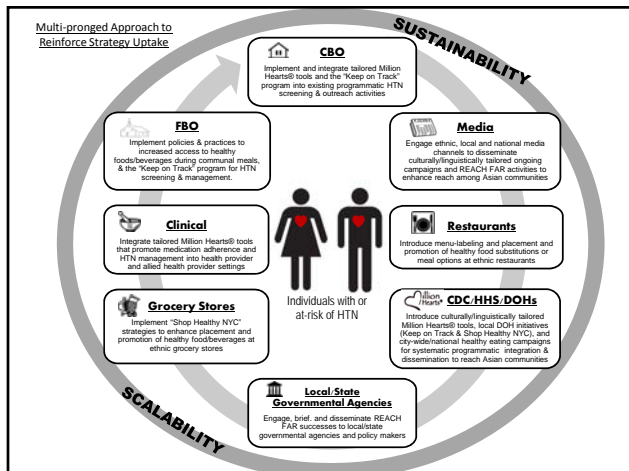 Multi-pronged Approach to
Reinforce Strategy Uptake
SUSTAINABILITY
CBO
Implement and integrate tailored Million
Hearts® tools and the “Keep on Track”
program into existing programmatic HTN
screening & outreach activities
FBO
Implement policies & practices to
increased access to healthy
foods/beverages during communal meals,
& the “Keep on Track” program for HTN
screening & management.
Media
Engage ethnic, local and national media
channels to disseminate
culturally/linguistically tailored ongoing
campaigns and REACH FAR activities to
enhance reach among Asian communities
Clinical
Integrate tailored Million Hearts® tools
that promote medication adherence and
HTN management into health provider
and allied health provider settings
Restaurants
Introduce menu-labeling and placement and
promotion of healthy food substitutions or
meal options at ethnic restaurants
Individuals with or
at-risk of HTN
Grocery Stores
Implement “Shop Healthy NYC”
strategies to enhance placement and
promotion of healthy food/beverages at
ethnic grocery stores
Million
Hearts®
CDC/HHS/DOHs
Introduce culturally/linguistically tailored
Million Hearts® tools, local DOH initiatives
(Keep on Track & Shop Healthy NYC), and
city-wide/national healthy eating campaigns
for systematic programmatic integration &
dissemination to reach Asian communities
Local/State
Governmental Agencies
Engage, brief. and disseminate REACH
FAR successes to local/state
governmental agencies and policy makers
SCALABILITY